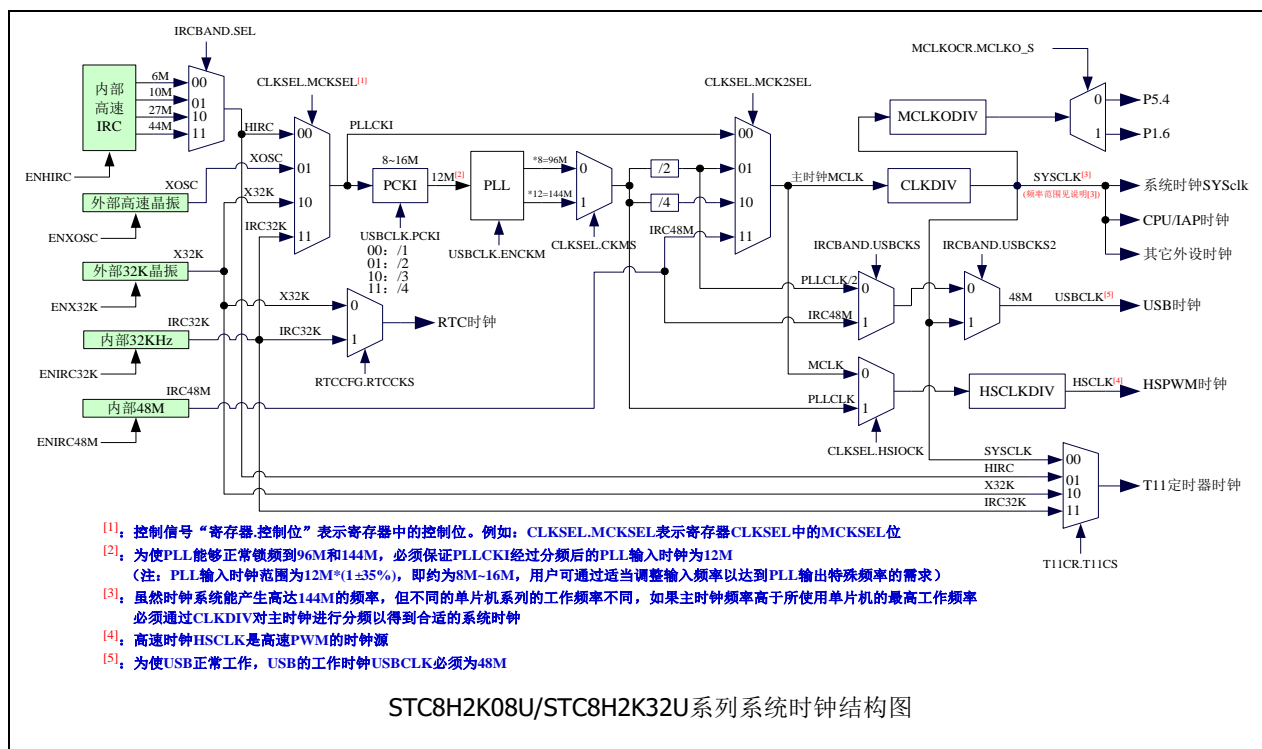 IRCBAND.SEL
内部
高速
IRC
6M
10M
27M
44M
00
01
10
11
ENHIRC
CLKSEL.MCKSEL[1]
HIRC
XOSC
X32K
IRC32K
00
01
10
11
XOSC
外部高速晶振
ENXOSC
X32K
外部32K晶振
ENX32K
IRC32K
内部32KHz
ENIRC32K
IRC48M
内部48M
ENIRC48M
PLLCKI
8~16M
PCKI
12M[2]
USBCLK.PCKI
00: /1
01: /2
10: /3
11: /4
PLL
USBCLK.ENCKM
*8=96M
*12=144M
0
1
CLKSEL.CKMS
X32K
IRC32K
0
1
RTC时钟
RTCCFG.RTCCKS
/2
/4
IRC48M
CLKSEL.MCK2SEL
00
01
10
11
主时钟MCLK
CLKDIV
MCLKODIV
MCLKOCR.MCLKO_S
0
1
P5.4
P1.6
SYSCLK[3]
(频率范围见说明[3])
系统时钟SYSclk
CPU/IAP时钟
其它外设时钟
IRCBAND.USBCKS
PLLCLK/2
IRC48M
0
1
IRCBAND.USBCKS2
0
1
48M
USBCLK[5]
USB时钟
MCLK
PLLCLK
0
1
CLKSEL.HSIOCK
HSCLKDIV
HSCLK[4]
HSPWM时钟
SYSCLK
HIRC
X32K
IRC32K
00
01
10
11
T11定时器时钟
T11CR.T11CS
[1]：控制信号“寄存器.控制位”表示寄存器中的控制位。例如：CLKSEL.MCKSEL表示寄存器CLKSEL中的MCKSEL位
[2]：为使PLL能够正常锁频到96M和144M，必须保证PLLCKI经过分频后的PLL输入时钟为12M
（注：PLL输入时钟范围为12M*(1±35%)，即约为8M~16M，用户可通过适当调整输入频率以达到PLL输出特殊频率的需求）
[3]：虽然时钟系统能产生高达144M的频率，但不同的单片机系列的工作频率不同，如果主时钟频率高于所使用单片机的最高工作频率
必须通过CLKDIV对主时钟进行分频以得到合适的系统时钟
[4]：高速时钟HSCLK是高速PWM的时钟源
[5]：为使USB正常工作，USB的工作时钟USBCLK必须为48M
STC8H2K08U/STC8H2K32U系列系统时钟结构图